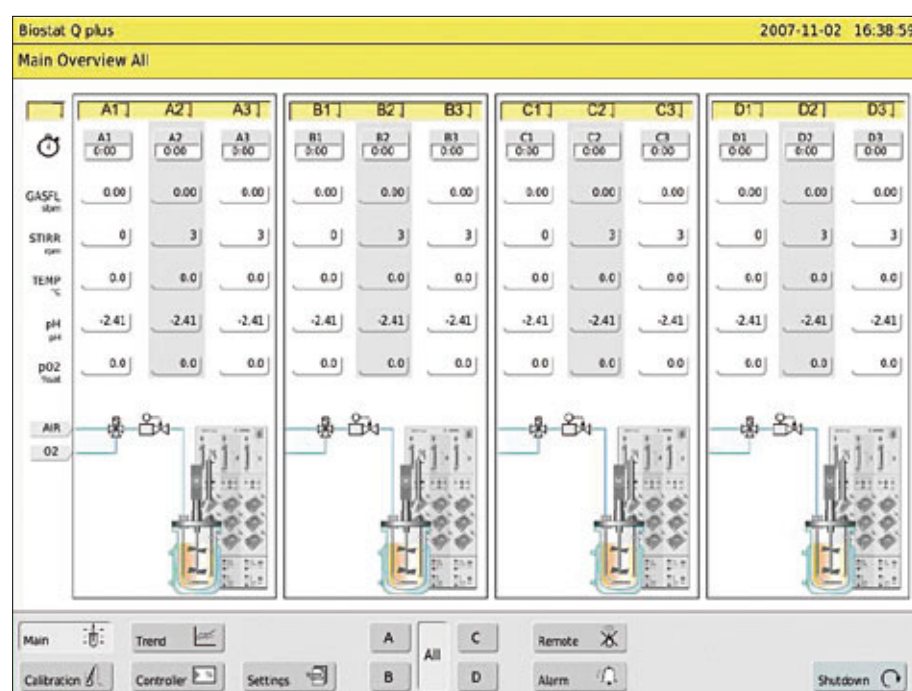 Biostat Q plus 2007-11-02 16:38:59
Main Overview All
A1 A2 A3 B1 B2 B3 C1 C2 C3 D1 D2 D3
A1 A2 A3 B1 B2 B3 C1 C2 C3 D1 D2 D3
0:00 0:00 0:00 0:00 0:00 0:00 0:00 0:00 0:00 0:00 0:00 0:00
GASFL 0.00 0.00 0.00 0.00 0.00 0.00 0.00 0.00 0.00 0.00 0.00 0.00
STIRR 0 3 3 0 3 3 0 3 3 0 3 3
rpm
TEMP 0.0 0.0 0.0 0.0 0.0 0.0 0.0 0.0 0.0 0.0 0.0 0.0
°C
pH -2.41 -2.41 -2.41 -2.41 -2.41 -2.41 -2.41 -2.41 -2.41 -2.41 -2.41 -2.41
pH
pO2 0.0 0.0 0.0 0.0 0.0 0.0 0.0 0.0 0.0 0.0 0.0 0.0
%sat
AIR
O2
Main Trend A All C Remote
Calibration Controller Settings B D Alarm Shutdown